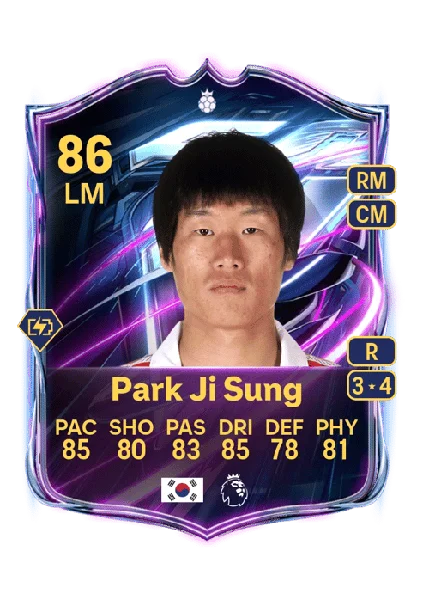 86
LM
RM
CM
R
3★4
Park Ji Sung
PAC SHO PAS DRI DEF PHY
85 80 83 85 78 81